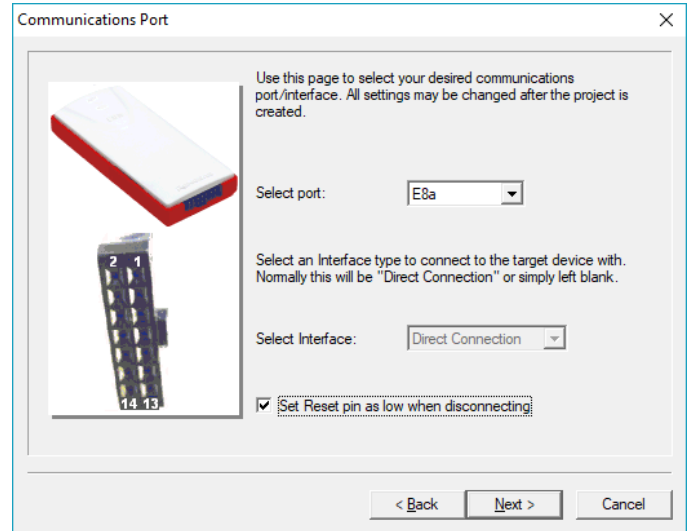 Communications Port
Use this page to select your desired communications
port/interface. All settings may be changed after the project is
created.
Select port:
E8a
Select an Interface type to connect to the target device with.
Normally this will be "Direct Connection" or simply left blank.
Select Interface:
Direct Connection
Set Reset pin as low when disconnecting
2 1
14 13
< Back
Next >
Cancel